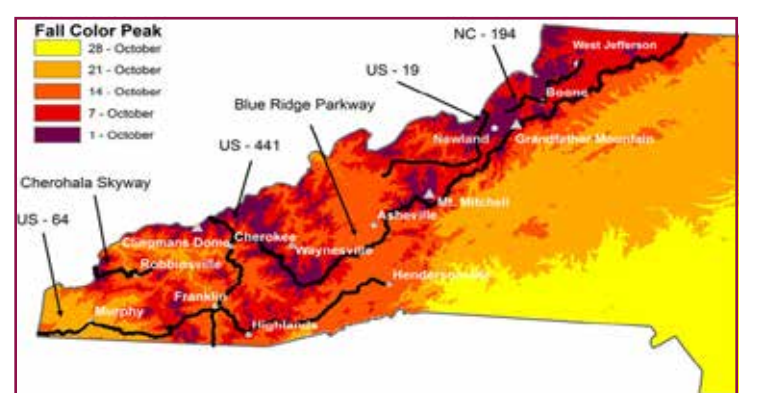 Fall Color Peak
28 - October
21 - October
14 - October
7 - October
1 - October
NC - 194
West Jefferson
US - 19
Boone
Blue Ridge Parkway
Newland
Grandfather Mountain
US - 441
Cherohala Skyway
Mt. Mitchell
Asheville
US - 64
Clingmans Dome
Cherokee
Waynesville
Robbinsville
Hendersonville
Franklin
Murphy
Highlands